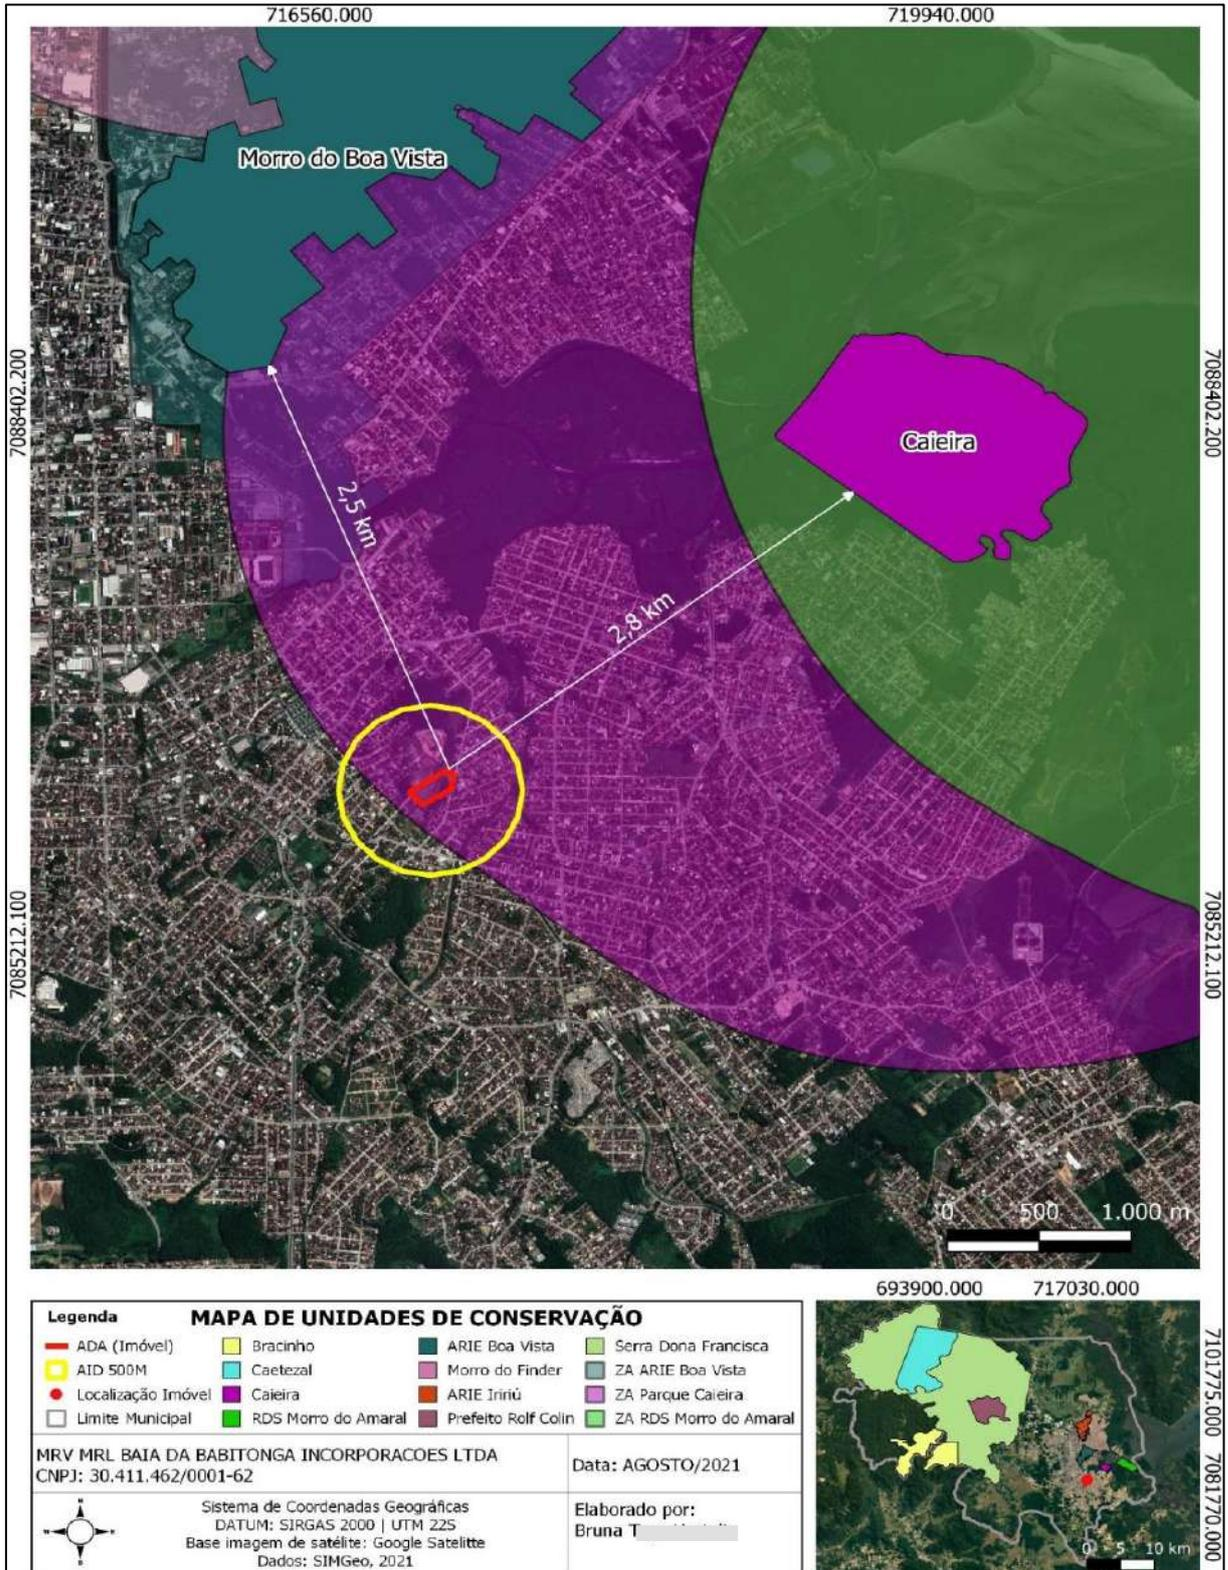 716560.000
719940.000
Morro do Boa Vista
7088402.200
7088402.200
Caieira
2,5 km
2,8 km
7085212.100
7085212.100
0 500 1.000 m
693900.000 717030.000
Legenda MAPA DE UNIDADES DE CONSERVAÇÃO
ADA (Imóvel) Bracinho ARIE Boa Vista Serra Dona Francisca
AID 500M Caetezal Morro do Finder ZA ARIE Boa Vista
Localização Imóvel Caieira ARIE Iririú ZA Parque Caieira
Limite Municipal RDS Morro do Amaral Prefeito Rolf Colin ZA RDS Morro do Amaral
7101775.000
7081770.000
MRV MRL BAIA DA BABITONGA INCORPORACOES LTDA
CNPJ: 30.411.462/0001-62
Data: AGOSTO/2021
Sistema de Coordenadas Geográficas
DATUM: SIRGAS 2000 | UTM 22S
Base imagem de satélite: Google Satelitte
Dados: SIMGeo, 2021
Elaborado por:
Bruna T
0 5 10 km